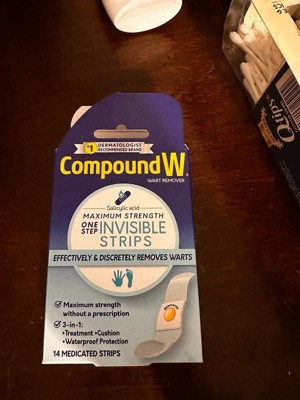 #1 DERMATOLOGIST
RECOMMENDED BRAND
Compound W®
WART REMOVER
Salicylic acid
MAXIMUM STRENGTH
ONE STEP INVISIBLE
STRIPS
EFFECTIVELY & DISCREETLY REMOVES WARTS
Maximum strength
without a prescription
3-in-1:
•Treatment •Cushion
•Waterproof Protection
14 MEDICATED STRIPS
Q-tips